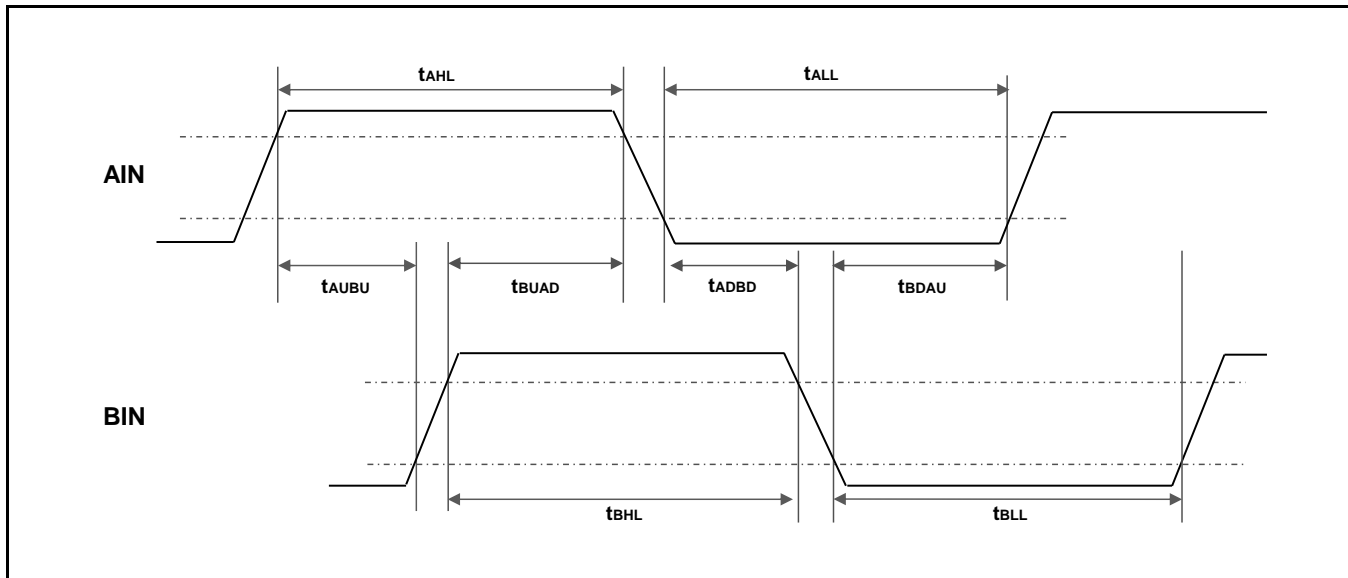 tAHL
tALL
AIN
tAUBU
tBUAD
tADBD
tBDAU
BIN
tBHL
tBLL